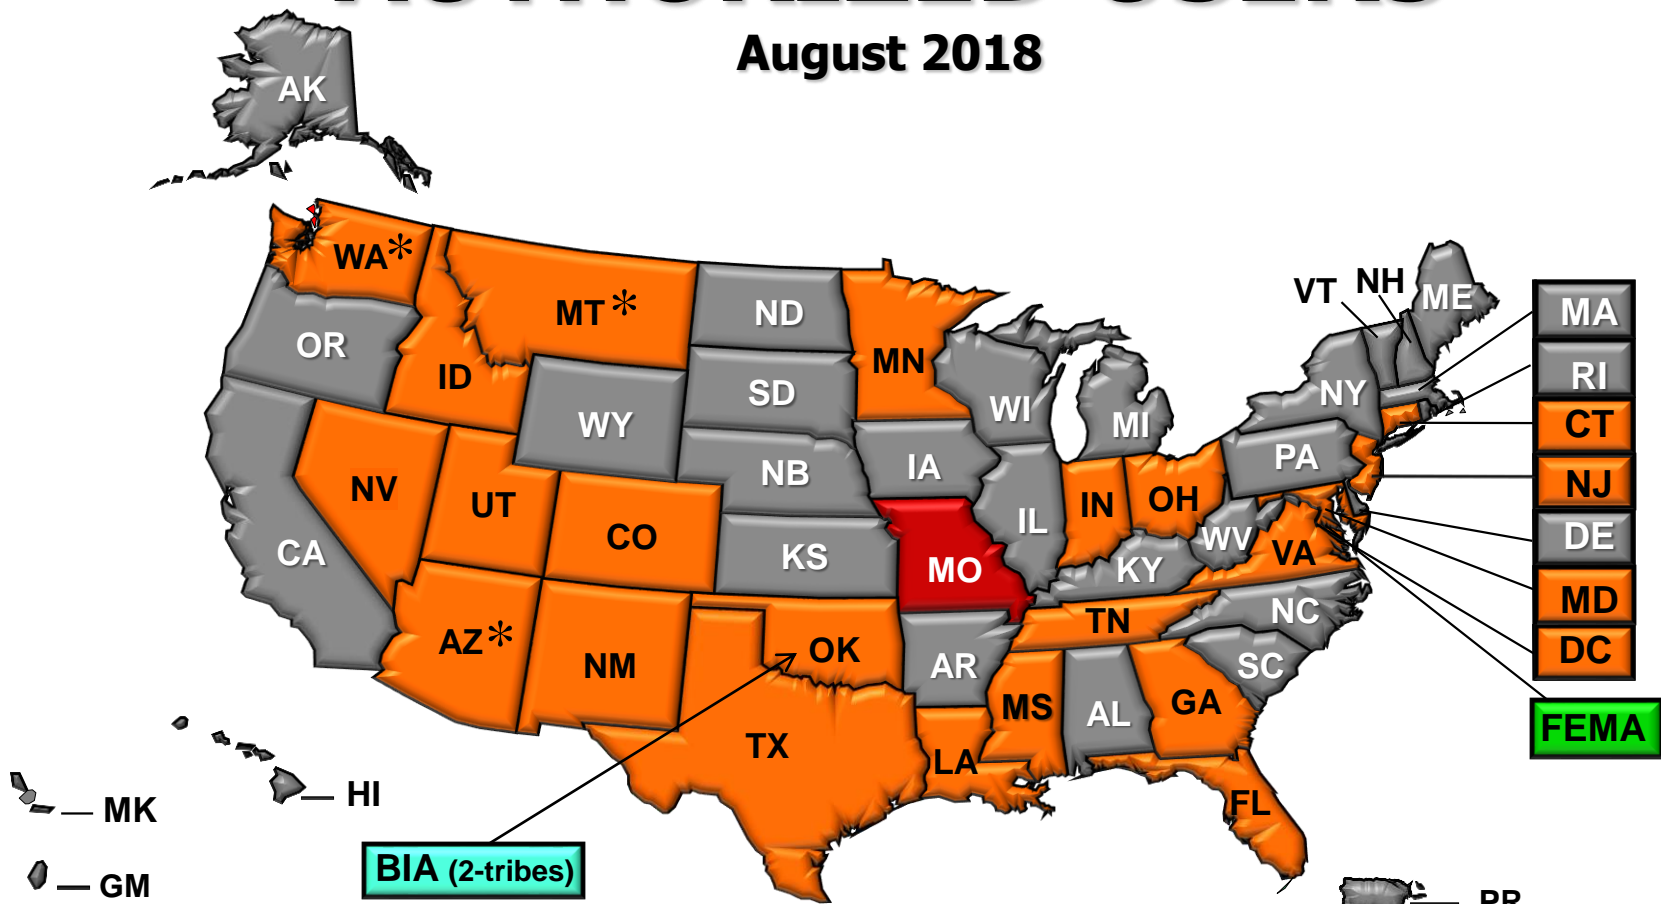 August 2018
AK
WA*
MT*
ND
MN
VT
NH
ME
MA
OR
ID
SD
WI
MI
NY
RI
WY
NB
IA
PA
CT
NV
UT
CO
KS
IL
IN
OH
WV
NJ
CA
MO
KY
VA
DE
AZ*
NM
OK
AR
TN
NC
MD
SC
DC
TX
LA
MS
AL
GA
FL
FEMA
HI
MK
GM
BIA (2-tribes)